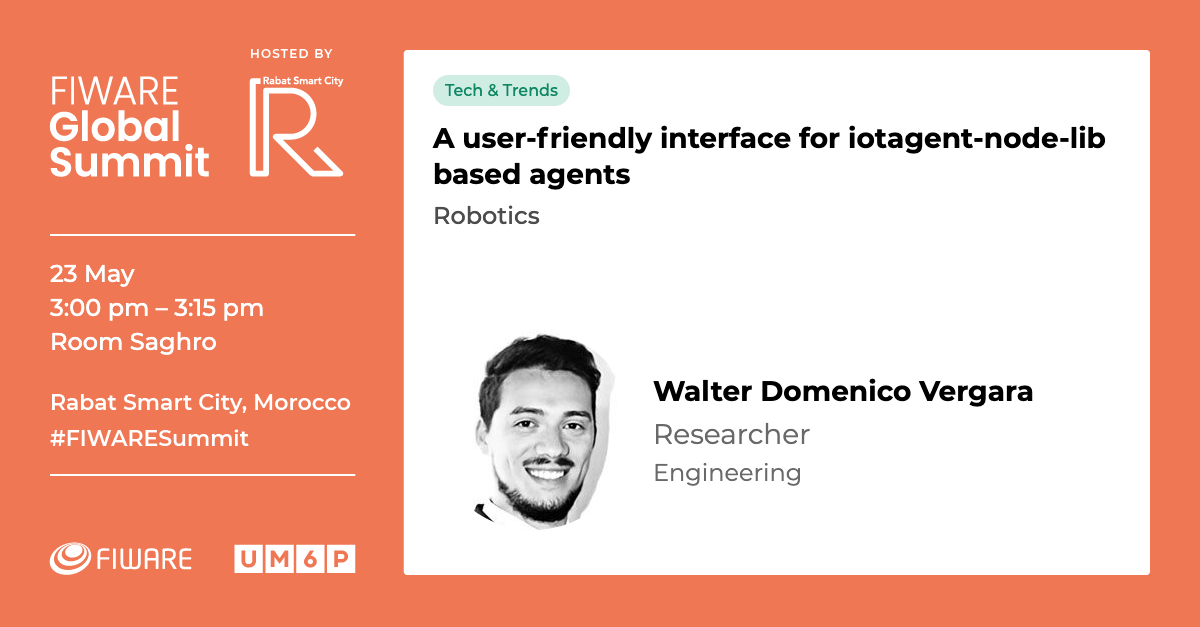 HOSTED BY
FIWARE
Global
Summit
Rabat Smart City
R
23 May
3:00 pm – 3:15 pm
Room Saghro
Rabat Smart City, Morocco
#FIWARESummit
FIWARE
UM6P
Tech & Trends
A user-friendly interface for iotagent-node-lib
based agents
Robotics
Walter Domenico Vergara
Researcher
Engineering